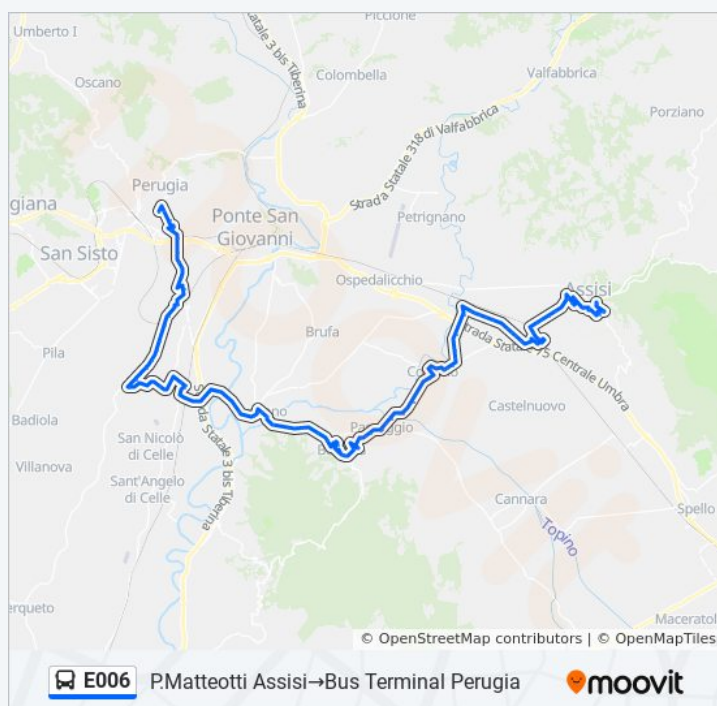 Umberto I
Piccione
Statale 3 bis Tiberina
Colombella
Valfabbrica
Oscano
Porziano
Strada Statale 318 di Valfabbrica
Perugia
giana
Ponte San
Giovanni
Petrignano
San Sisto
Ospedalicchio
Assisi
Brufa
Strada Statale 75 Centrale Umbra
Pila
Castelnuovo
Badiola
San Nicolò
di Celle
Strada Statale 3 bis Tiberina
Villanova
Sant'Angelo
di Celle
Cannara
Spello
Topino
erqueto
Maceratol
© OpenStreetMap contributors | © OpenMapTiles
E006 P.Matteotti Assisi→Bus Terminal Perugia moovit